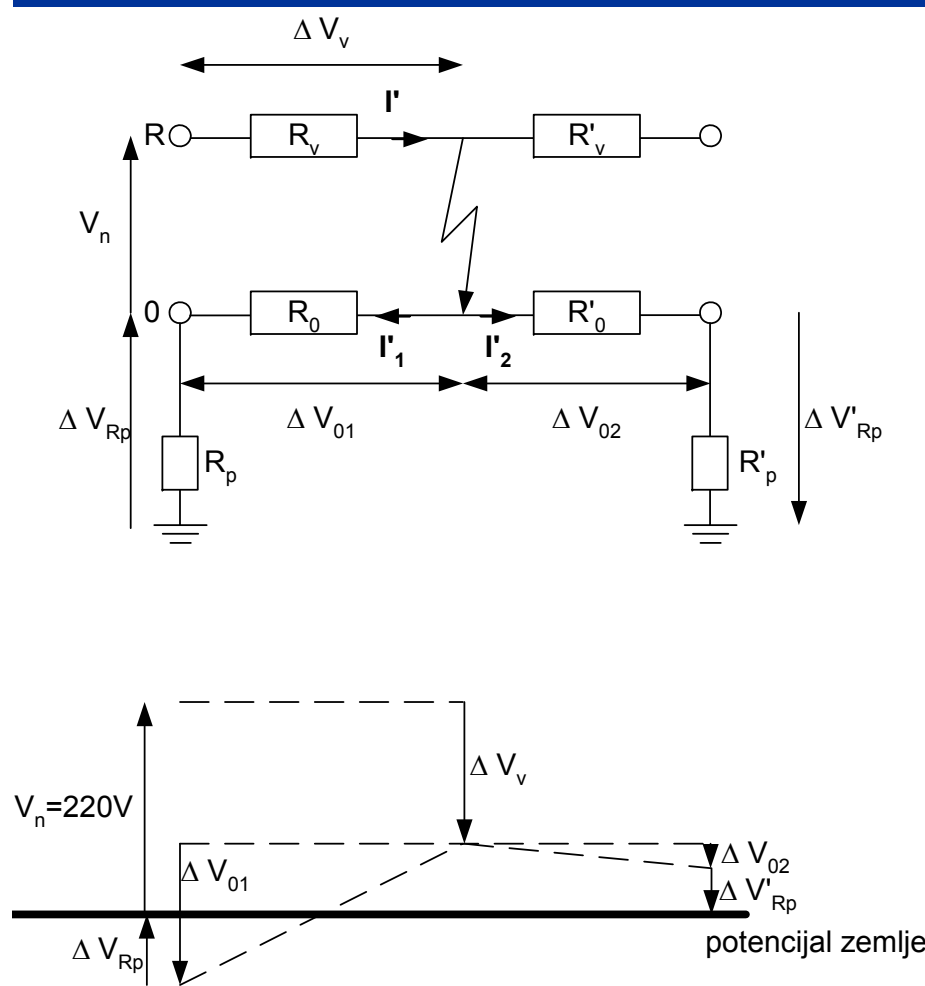 Δ V_v
I'
R
R_v
R'_v
V_n
0
R_0
R'_0
I'_1
I'_2
Δ V_Rp
Δ V_01
Δ V_02
Δ V'_Rp
R_p
R'_p
Δ V_v
V_n=220V
Δ V_01
Δ V_02
Δ V'_Rp
Δ V_Rp
potencijal zemlje